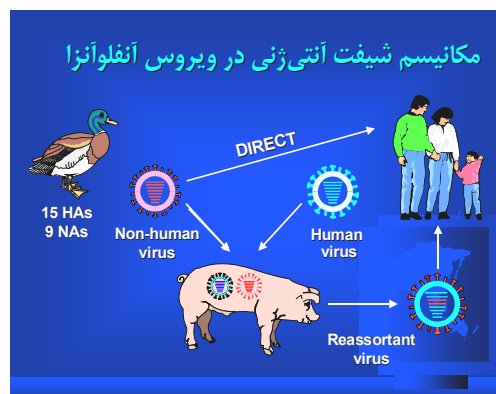 مکانیسم شیفت آنتی‌ژنی در ویروس آنفلوآنزا
DIRECT
15 HAs
9 NAs
Non-human
virus
Human
virus
Reassortant
virus